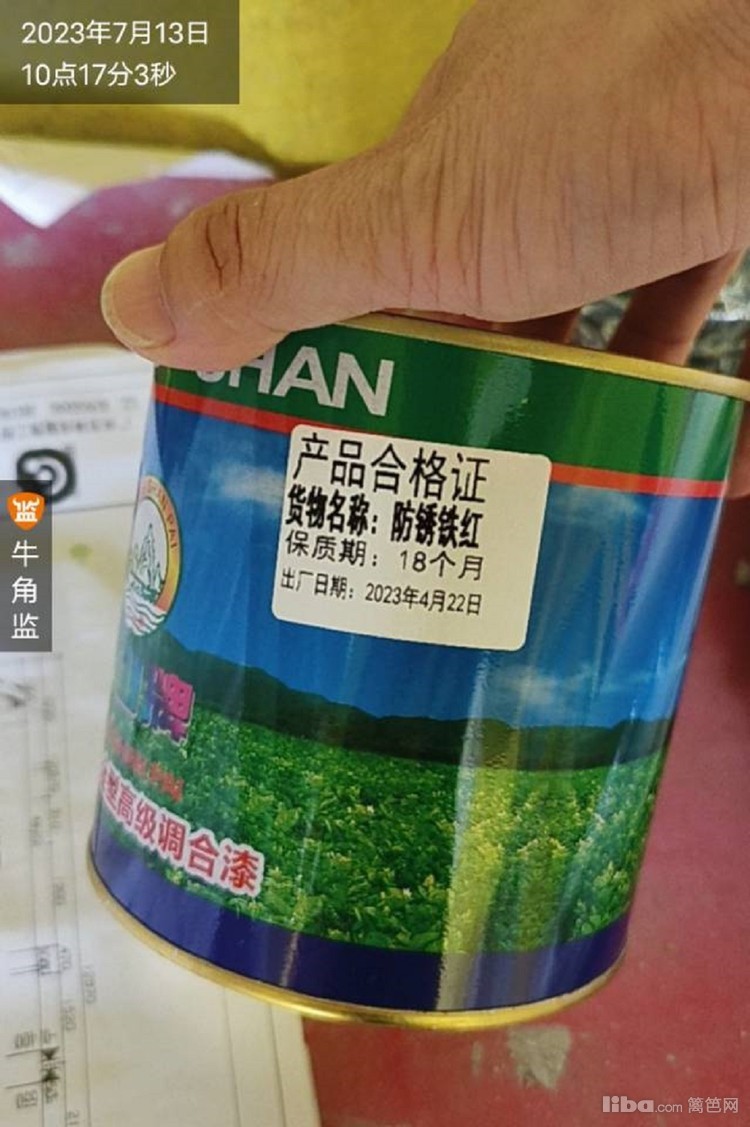 2023年7月13日
10点17分3秒
HAN
产品合格证
货物名称：防锈铁红
保质期：18个月
出厂日期：2023年4月22日
监
牛角监
牌
高级调合漆
liba.com 篱笆网